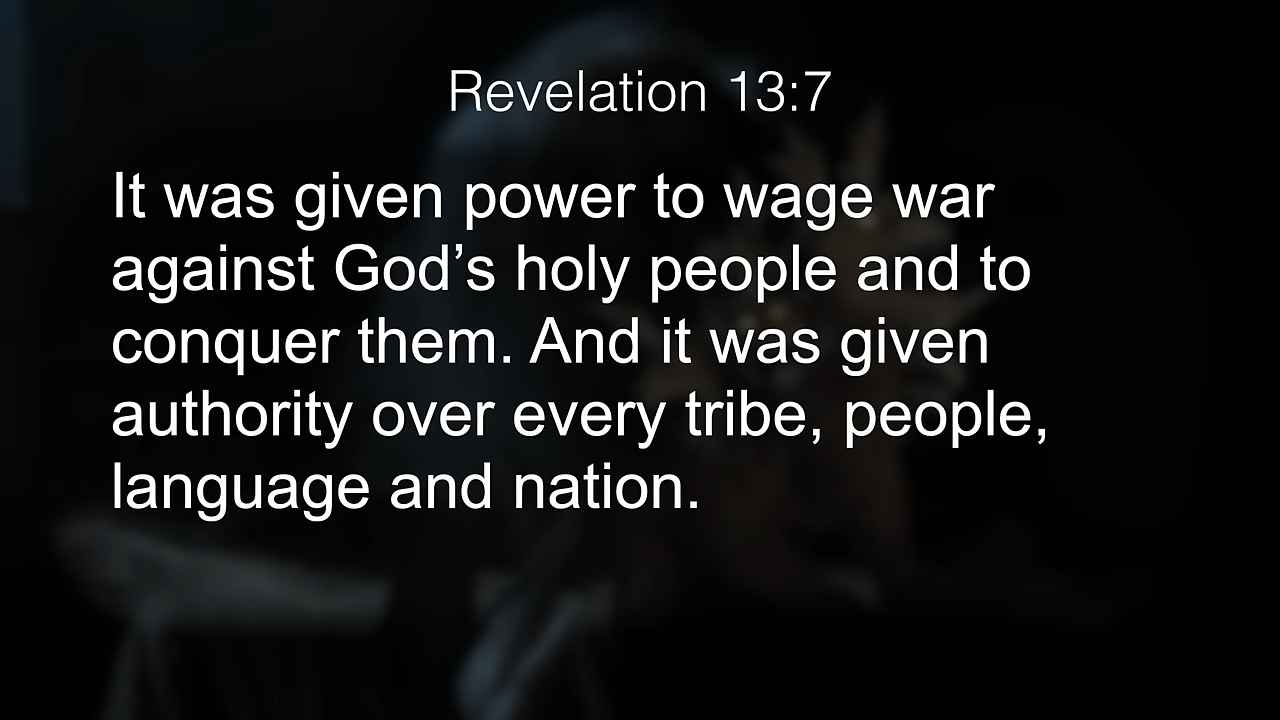 Revelation 13:7
It was given power to wage war
against God’s holy people and to
conquer them. And it was given
authority over every tribe, people,
language and nation.